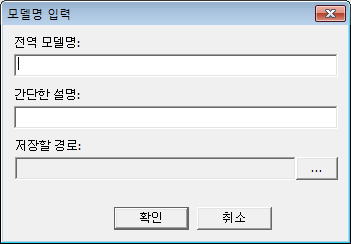 모델명 입력
전역 모델명:
간단한 설명:
저장할 경로:
...
확인 취소